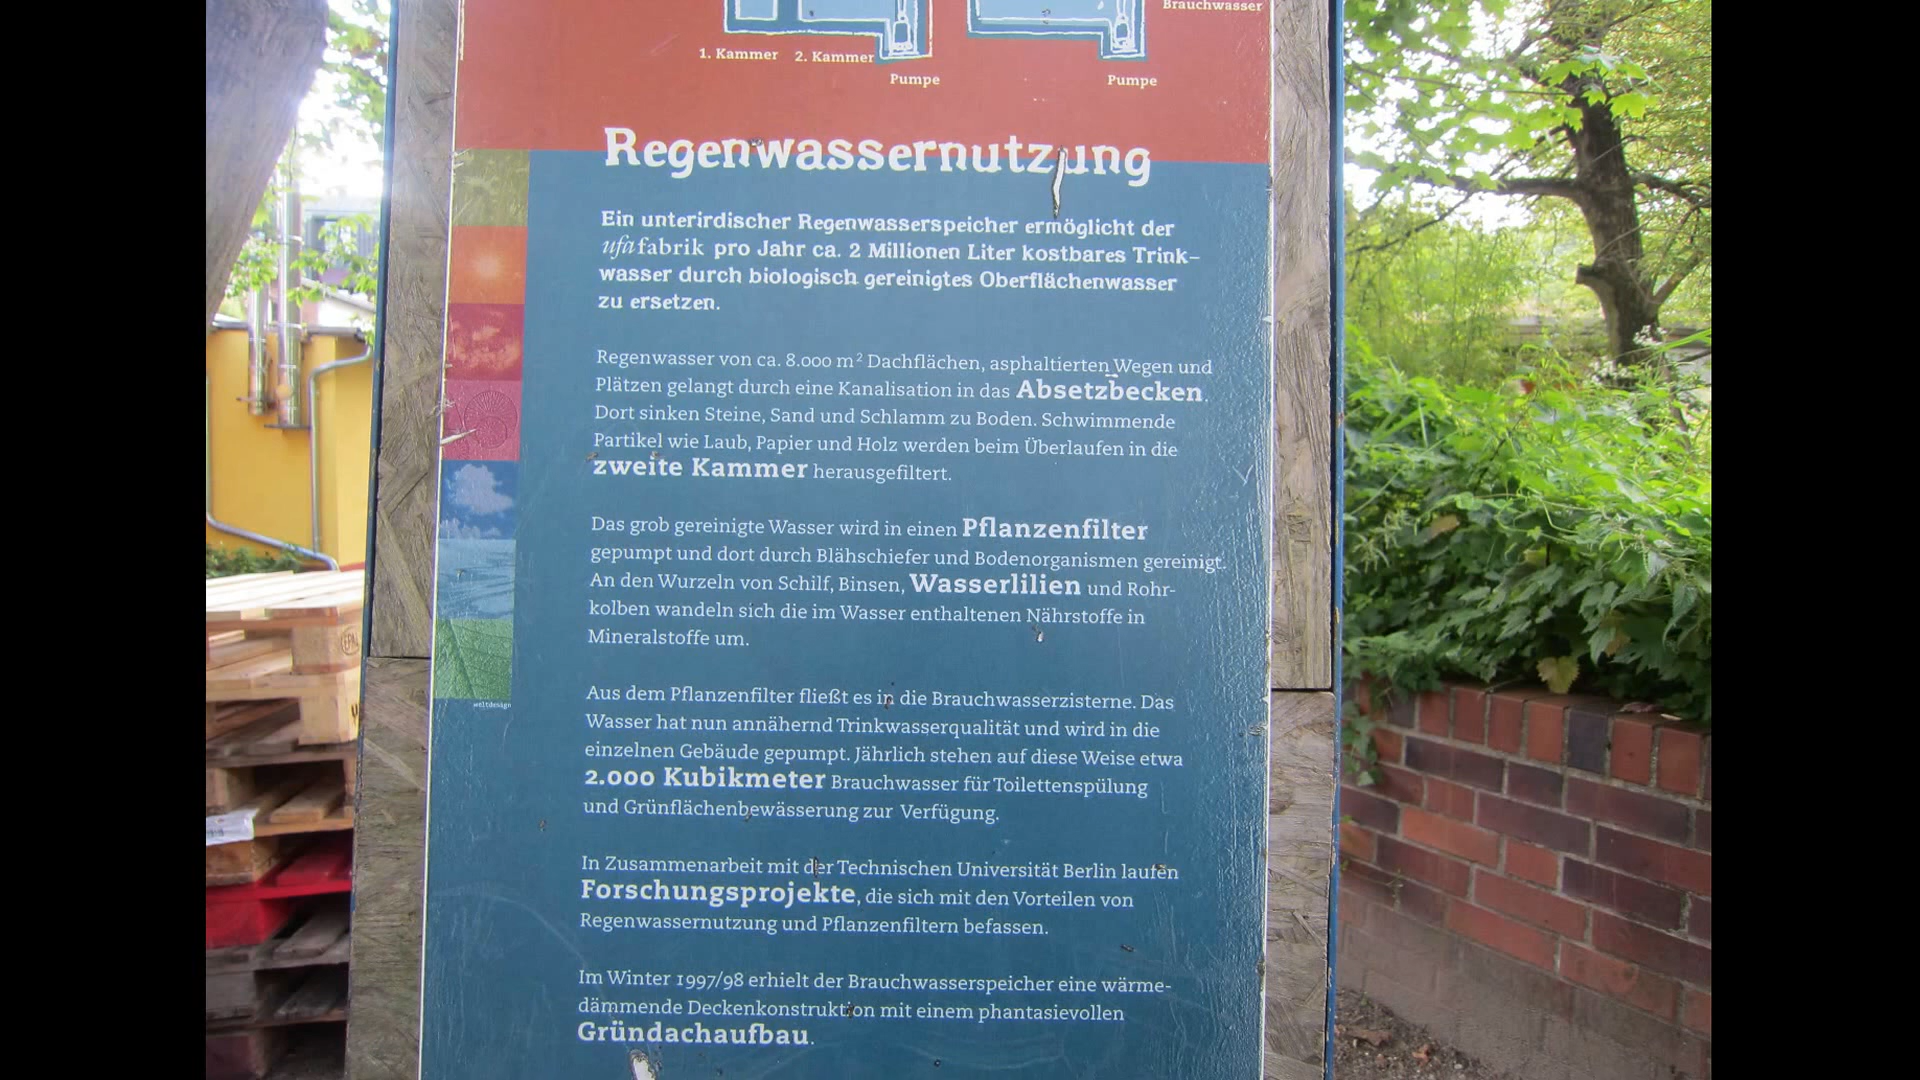 Brauchwasser
1. Kammer 2. Kammer
Pumpe Pumpe
Regenwassernutzung
Ein unterirdischer Regenwasserspeicher ermöglicht der
ufafabrik pro Jahr ca. 2 Millionen Liter kostbares Trink-
wasser durch biologisch gereinigtes Oberflächenwasser
zu ersetzen.
Regenwasser von ca. 8.000 m² Dachflächen, asphaltierten Wegen und
Plätzen gelangt durch eine Kanalisation in das Absetzbecken.
Dort sinken Steine, Sand und Schlamm zu Boden. Schwimmende
Partikel wie Laub, Papier und Holz werden beim Überlaufen in die
zweite Kammer herausgefiltert.
Das grob gereinigte Wasser wird in einen Pflanzenfilter
gepumpt und dort durch Blähschiefer und Bodenorganismen gereinigt.
An den Wurzeln von Schilf, Binsen, Wasserlilien und Rohr-
kolben wandeln sich die im Wasser enthaltenen Nährstoffe in
Mineralstoffe um.
Aus dem Pflanzenfilter fließt es in die Brauchwasserzisterne. Das
Wasser hat nun annähernd Trinkwasserqualität und wird in die
einzelnen Gebäude gepumpt. Jährlich stehen auf diese Weise etwa
2.000 Kubikmeter Brauchwasser für Toilettenspülung
und Grünflächenbewässerung zur Verfügung.
In Zusammenarbeit mit der Technischen Universität Berlin laufen
Forschungsprojekte, die sich mit den Vorteilen von
Regenwassernutzung und Pflanzenfiltern befassen.
Im Winter 1997/98 erhielt der Brauchwasserspeicher eine wärme-
dämmende Deckenkonstruktion mit einem phantasievollen
Gründachaufbau.
weltdesign